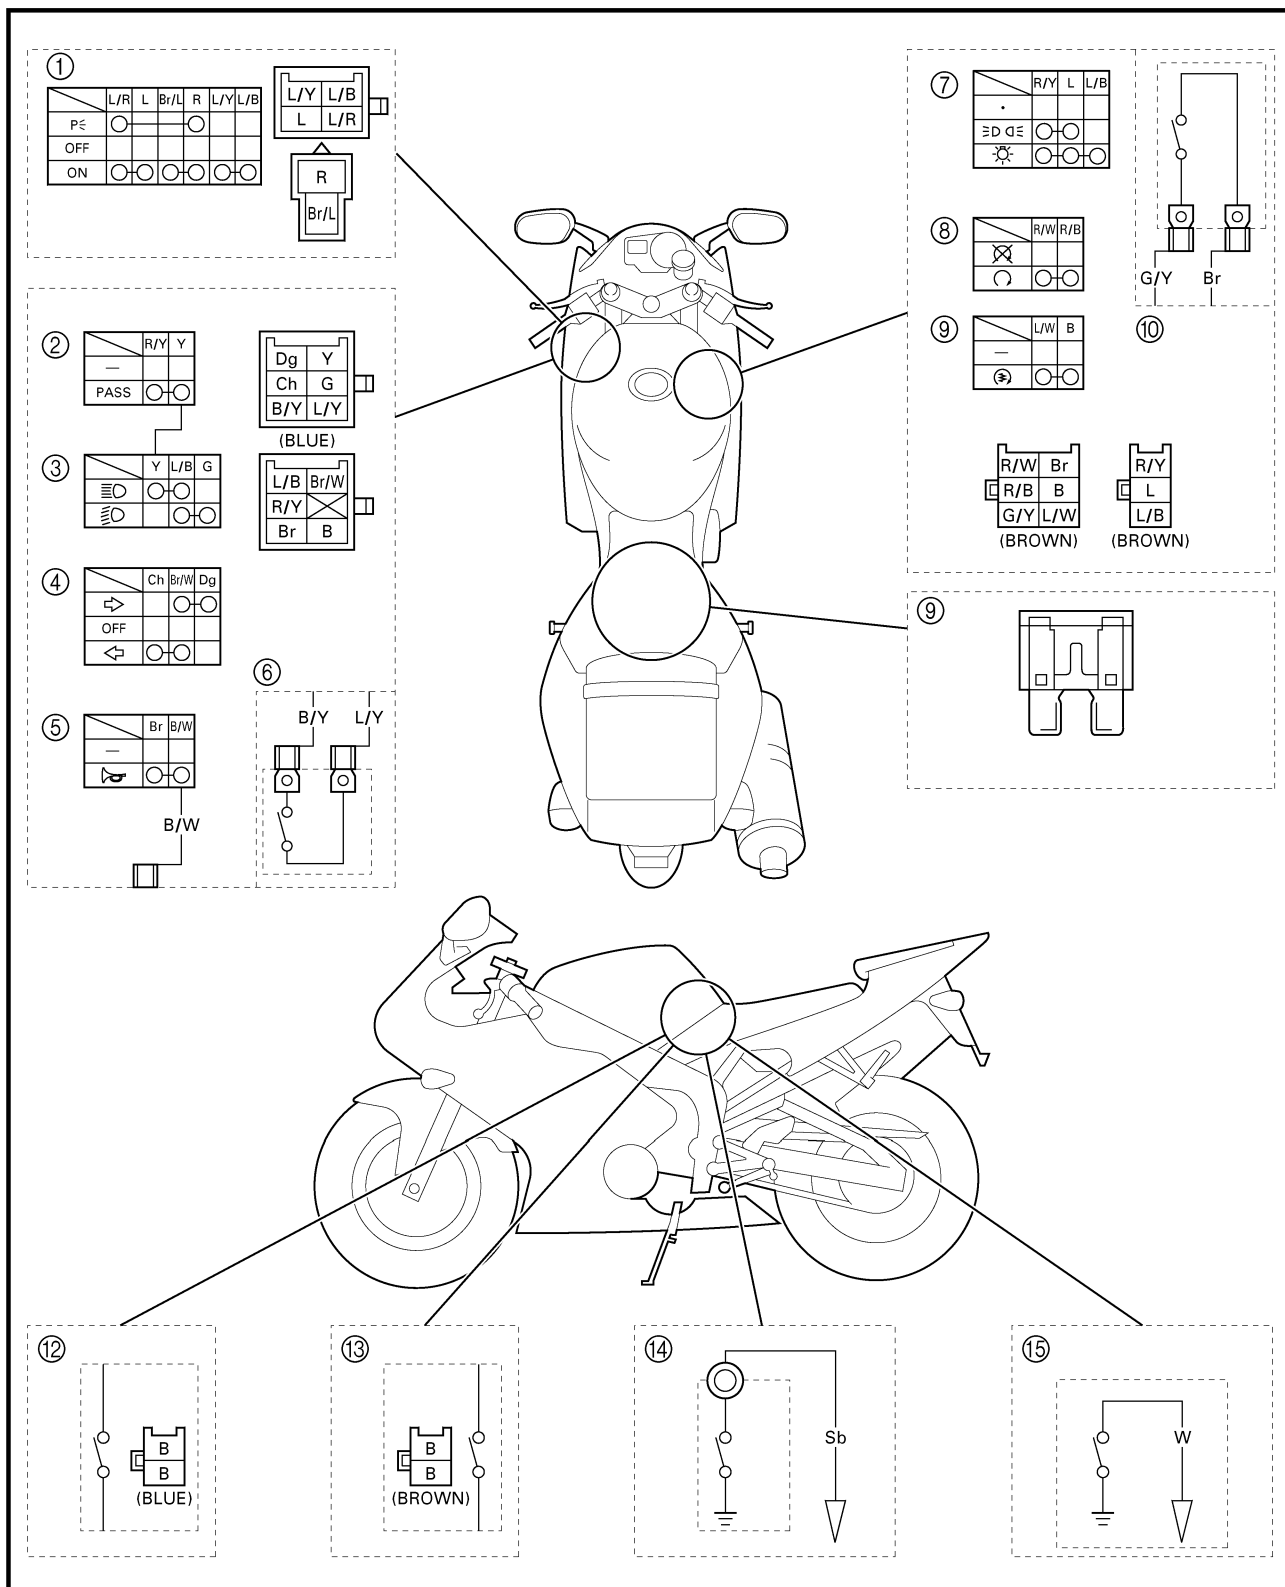 ①
L/R L Br/L R L/Y L/B
P
OFF
ON
L/Y L/B
L L/R
R
Br/L
②
R/Y Y
—
PASS
Dg Y
Ch G
B/Y L/Y
(BLUE)
③
Y L/B G
L/B Br/W
R/Y
Br B
④
Ch Br/W Dg
OFF
⑤
Br B/W
—
B/W
⑥
B/Y L/Y
⑦
R/Y L L/B
•
⑧
R/W R/B
⑨
L/W B
—
G/Y Br
⑩
R/W Br
R/B B
G/Y L/W
(BROWN)
R/Y
L
L/B
(BROWN)
⑨
⑫
B
B
(BLUE)
⑬
B
B
(BROWN)
⑭
Sb
⑮
W